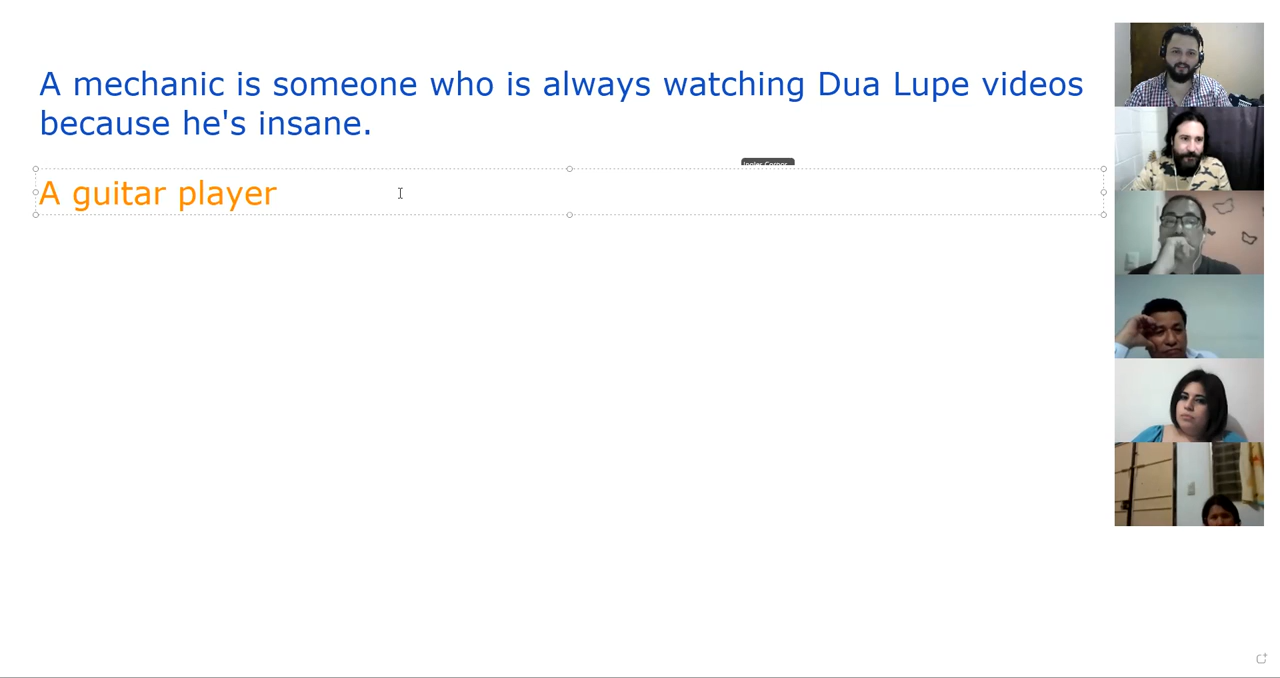 A mechanic is someone who is always watching Dua Lupe videos
because he's insane.
A guitar player